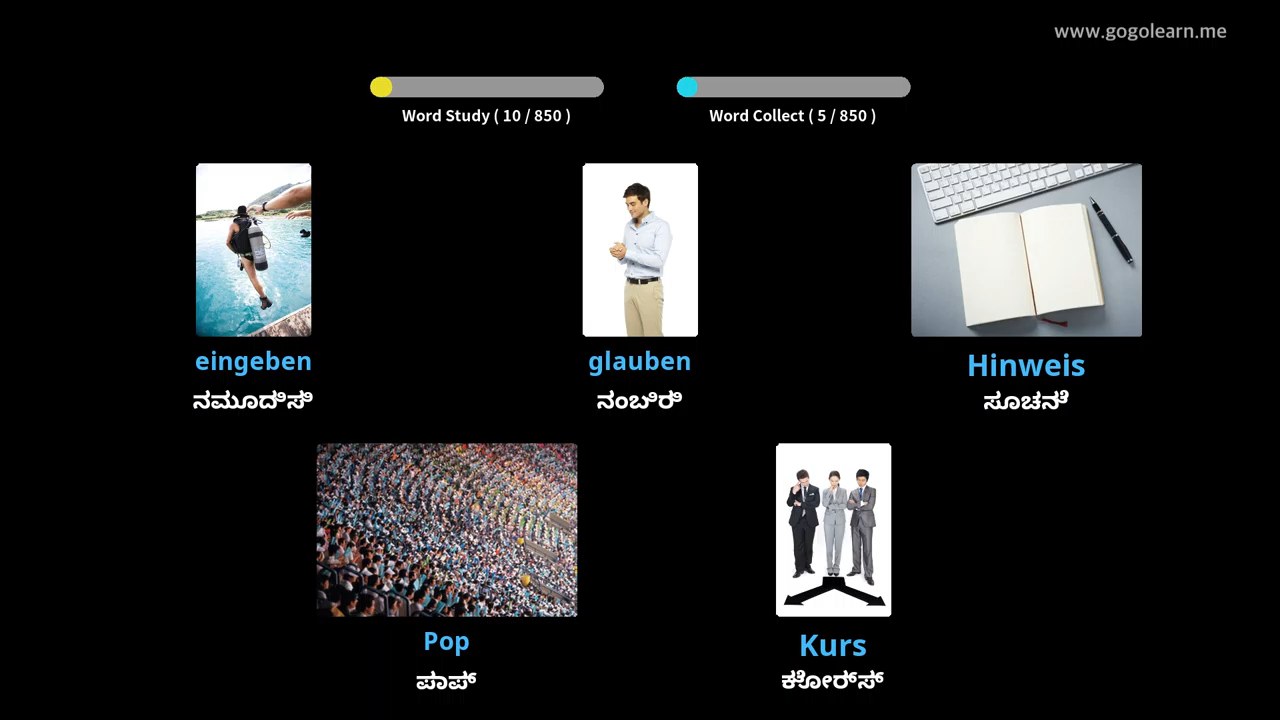 www.gogolearn.me
Word Study ( 10 / 850 )
Word Collect ( 5 / 850 )
eingeben
glauben
Hinweis
ನಮೂದಿಸಿ
ನಂಬಿರಿ
ಸೂಚನೆ
Pop
Kurs
ಪಾಪ್
ಕೋರ್ಸ್